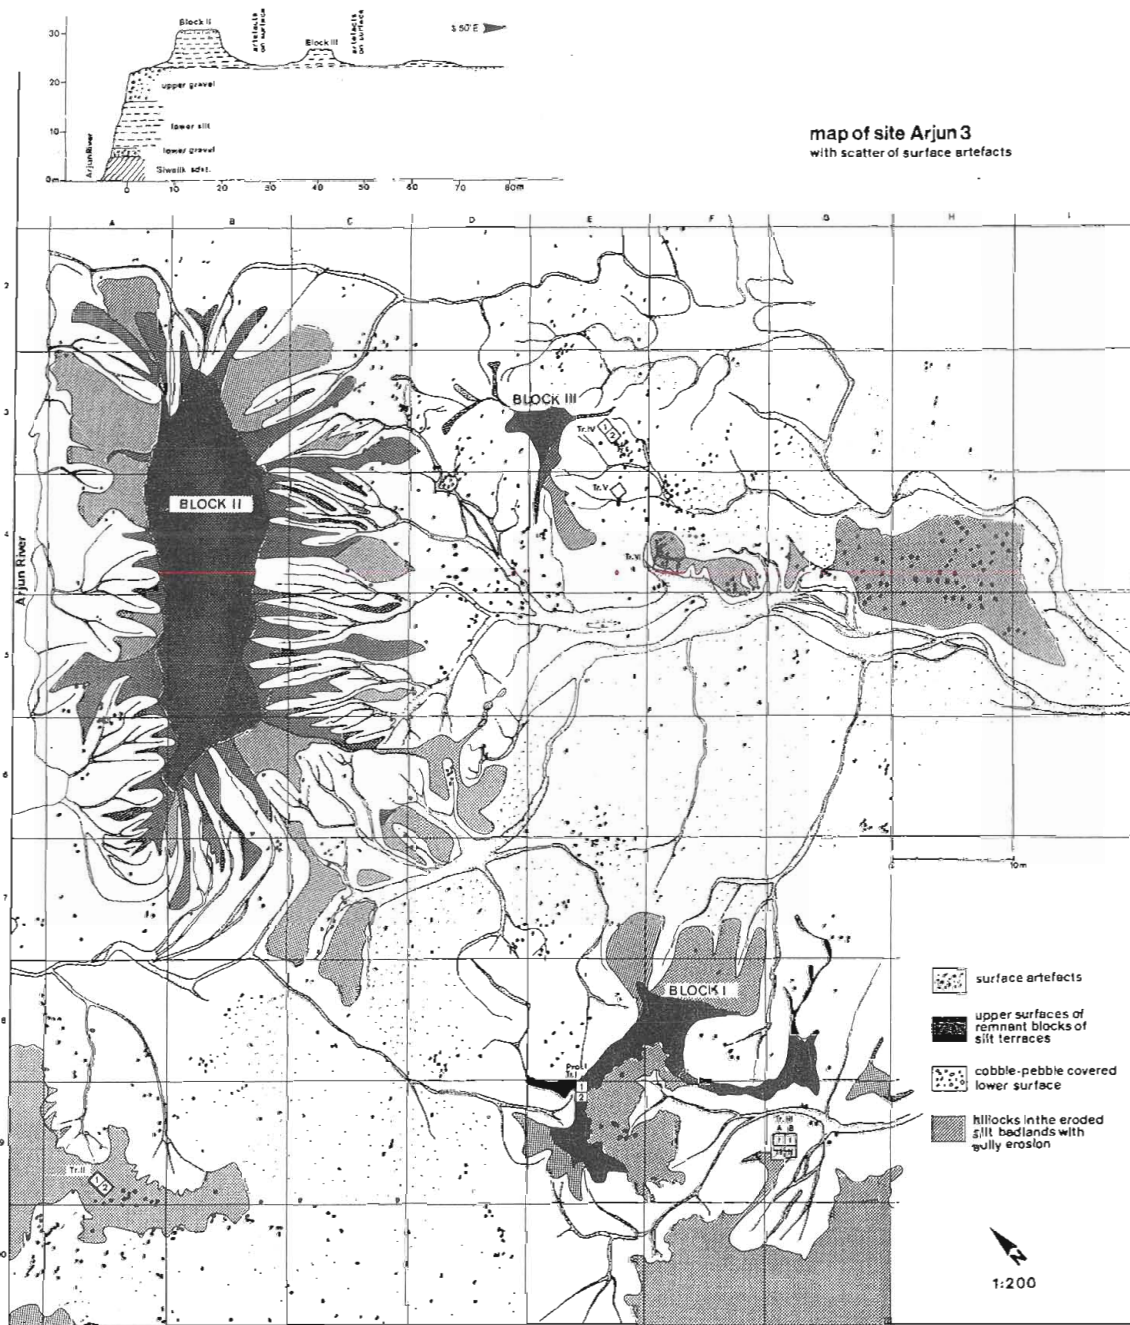 Block II
artefacts on surface
Block III
artefacts on surface
S 50°E
30
20
10
0m
upper gravel
lower silt
lower gravel
Siwalik sdst.
Arjun River
0 10 20 30 40 50 60 70 80m
map of site Arjun 3
with scatter of surface artefacts
A B C D E F G H I
2
3
BLOCK III
Tr.IV
1 2
BLOCK II
Tr.V
4
Tr.VI
Arjun River
5
6
10m
7
BLOCK I
8
Prof.I
Tr.I
1
2
9
Tr.III
A B
1 1
Tr.II
1 2
10
surface artefacts
upper surfaces of
remnant blocks of
silt terraces
cobble-pebble covered
lower surface
hillocks in the eroded
silt badlands with
gully erosion
N
1:200